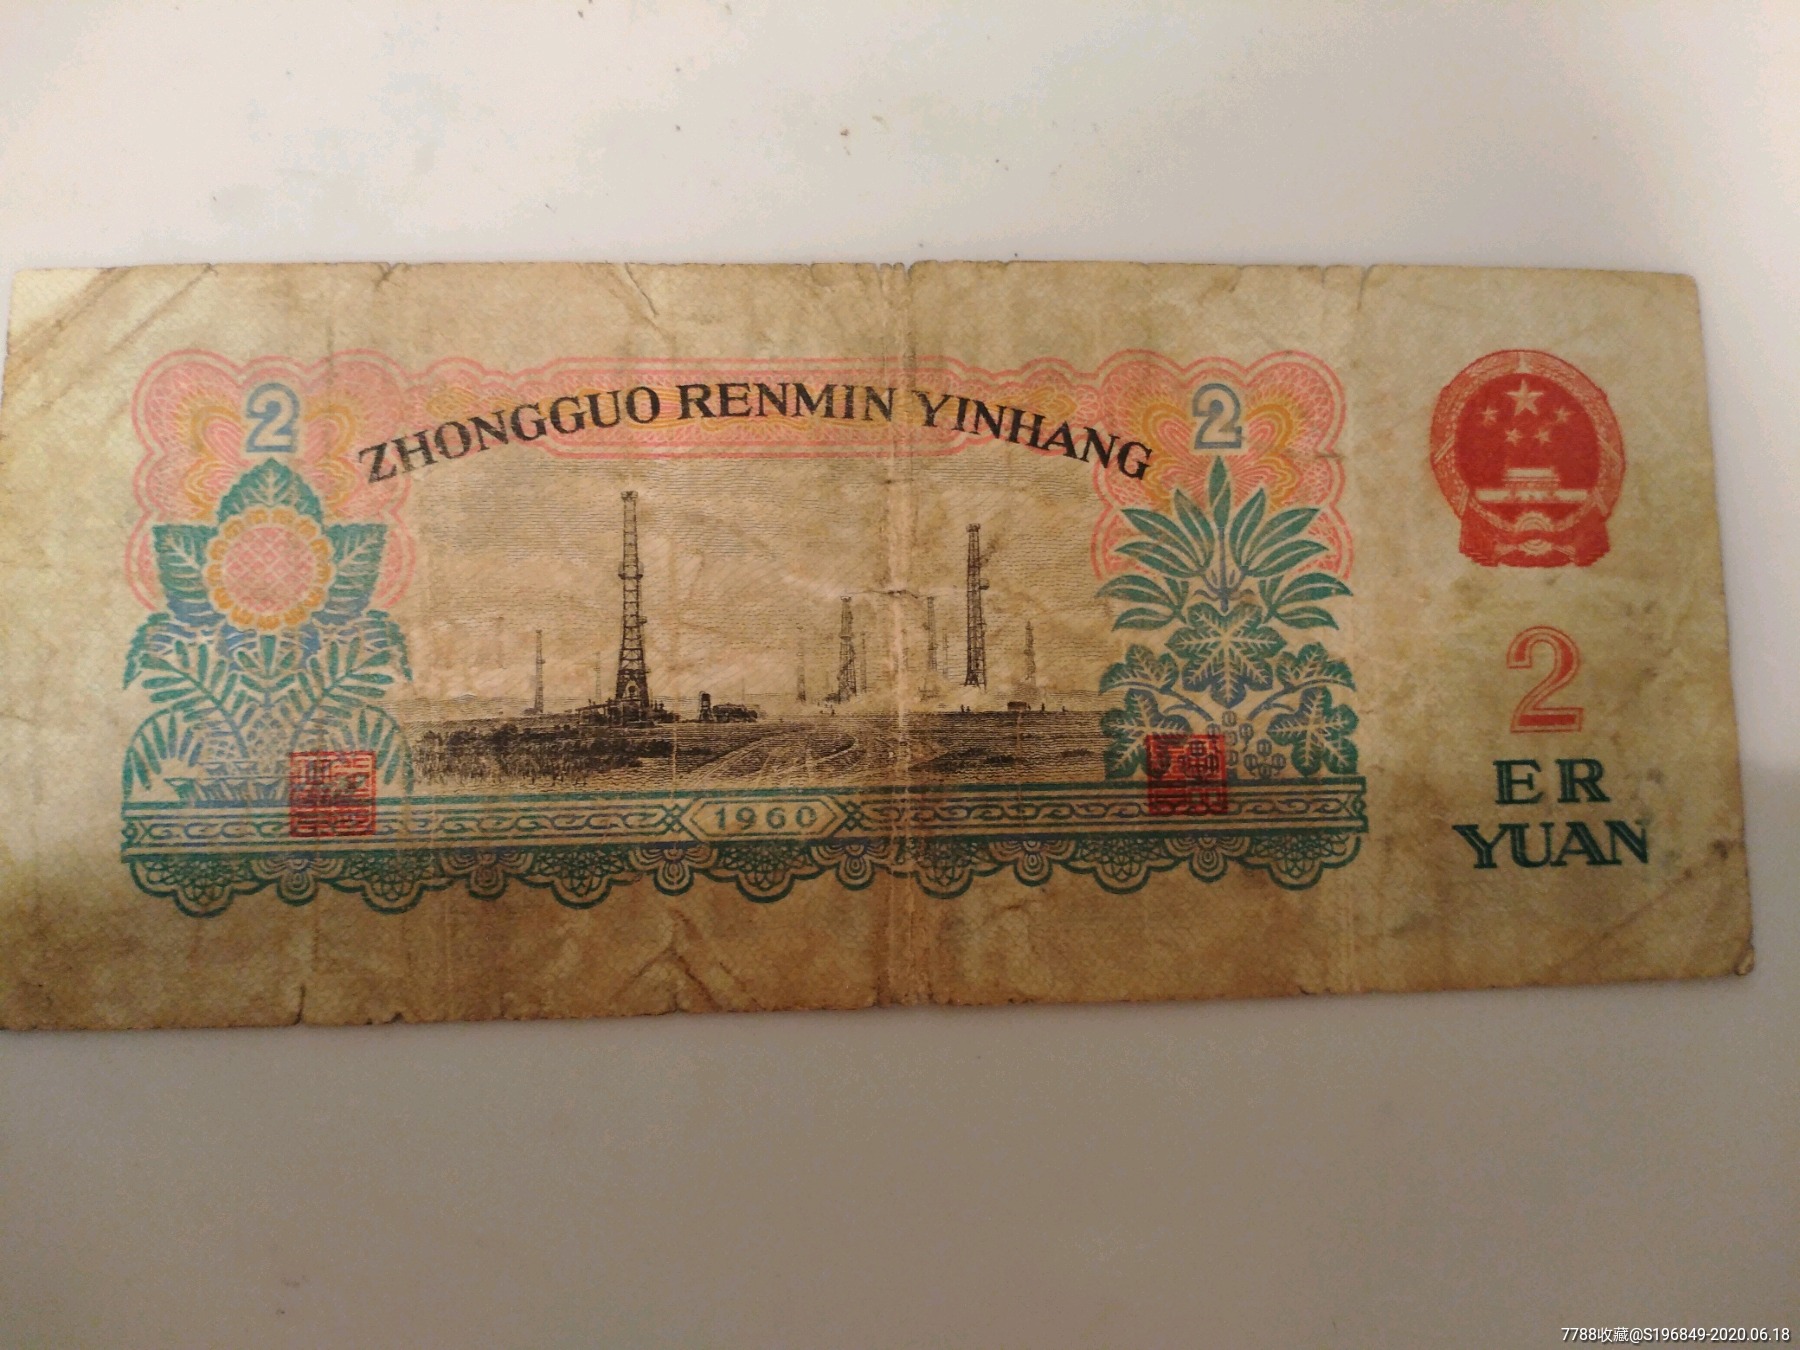 ZHONGGUO RENMIN YINHANG
2
2
1960
2
ER
YUAN
7788收藏@S196849-2020.06.18